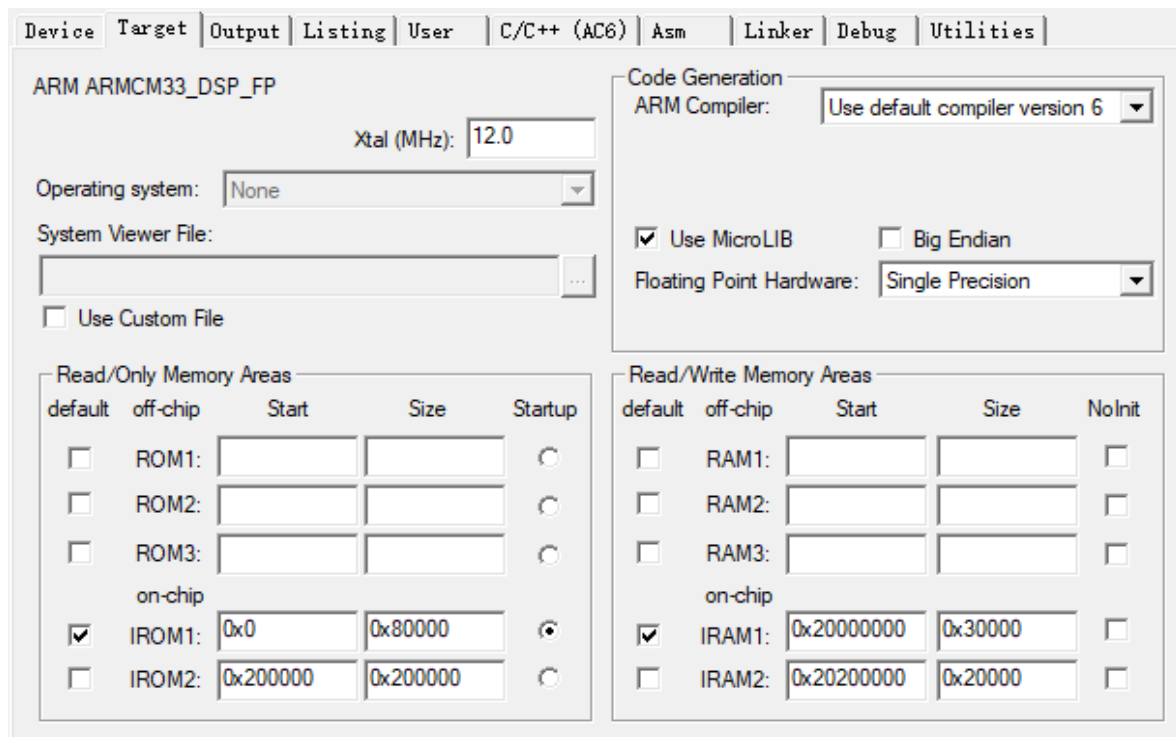 Device Target Output Listing User C/C++ (AC6) Asm Linker Debug Utilities
ARM ARMCM33_DSP_FP
Xtal (MHz): 12.0
Operating system: None
System Viewer File:
...
Use Custom File
Code Generation
ARM Compiler: Use default compiler version 6
Use MicroLIB Big Endian
Floating Point Hardware: Single Precision
Read/Only Memory Areas
default off-chip Start Size Startup
ROM1:
ROM2:
ROM3:
on-chip
IROM1: 0x0 0x80000
IROM2: 0x200000 0x200000
Read/Write Memory Areas
default off-chip Start Size NoInit
RAM1:
RAM2:
RAM3:
on-chip
IRAM1: 0x20000000 0x30000
IRAM2: 0x20200000 0x20000